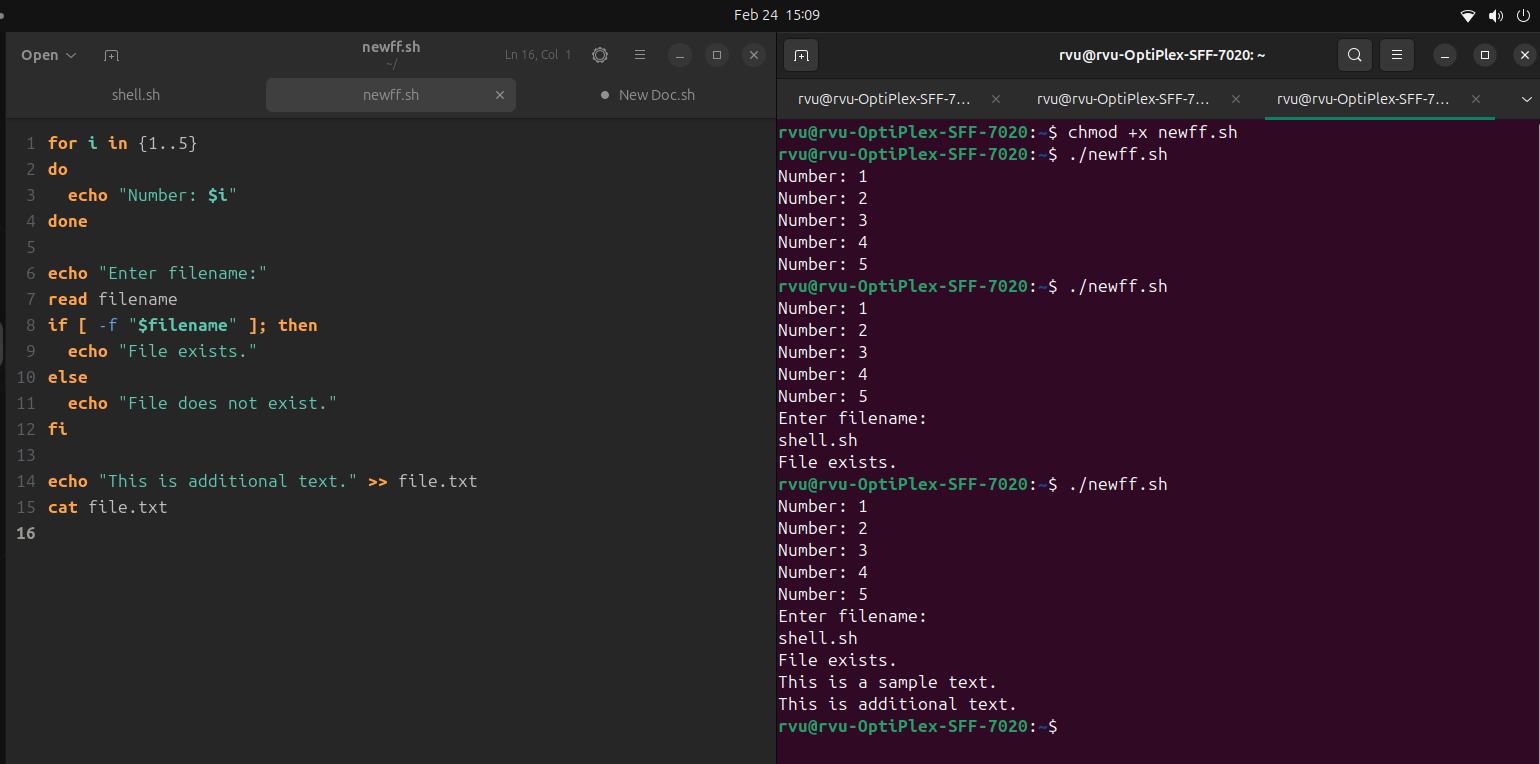 Feb 24 15:09
Open
newff.sh
~/
Ln 16, Col 1
shell.sh
newff.sh
New Doc.sh
1 for i in {1..5}
2 do
3 echo "Number: $i"
4 done
5
6 echo "Enter filename:"
7 read filename
8 if [ -f "$filename" ]; then
9 echo "File exists."
10 else
11 echo "File does not exist."
12 fi
13
14 echo "This is additional text." >> file.txt
15 cat file.txt
16
rvu@rvu-OptiPlex-SFF-7020: ~
rvu@rvu-OptiPlex-SFF-7...
rvu@rvu-OptiPlex-SFF-7...
rvu@rvu-OptiPlex-SFF-7...
rvu@rvu-OptiPlex-SFF-7020:~$ chmod +x newff.sh
rvu@rvu-OptiPlex-SFF-7020:~$ ./newff.sh
Number: 1
Number: 2
Number: 3
Number: 4
Number: 5
rvu@rvu-OptiPlex-SFF-7020:~$ ./newff.sh
Number: 1
Number: 2
Number: 3
Number: 4
Number: 5
Enter filename:
shell.sh
File exists.
rvu@rvu-OptiPlex-SFF-7020:~$ ./newff.sh
Number: 1
Number: 2
Number: 3
Number: 4
Number: 5
Enter filename:
shell.sh
File exists.
This is a sample text.
This is additional text.
rvu@rvu-OptiPlex-SFF-7020:~$